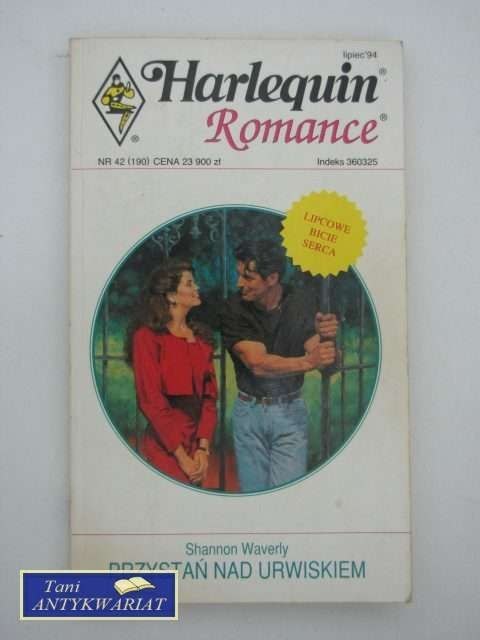 lipiec'94
Harlequin®
Romance®
®
NR 42 (190) CENA 23 900 zł Indeks 360325
LIPCOWE
BICIE
SERCA
Shannon Waverly
PRZYSTAŃ NAD URWISKIEM
Tani
ANTYKWARIAT